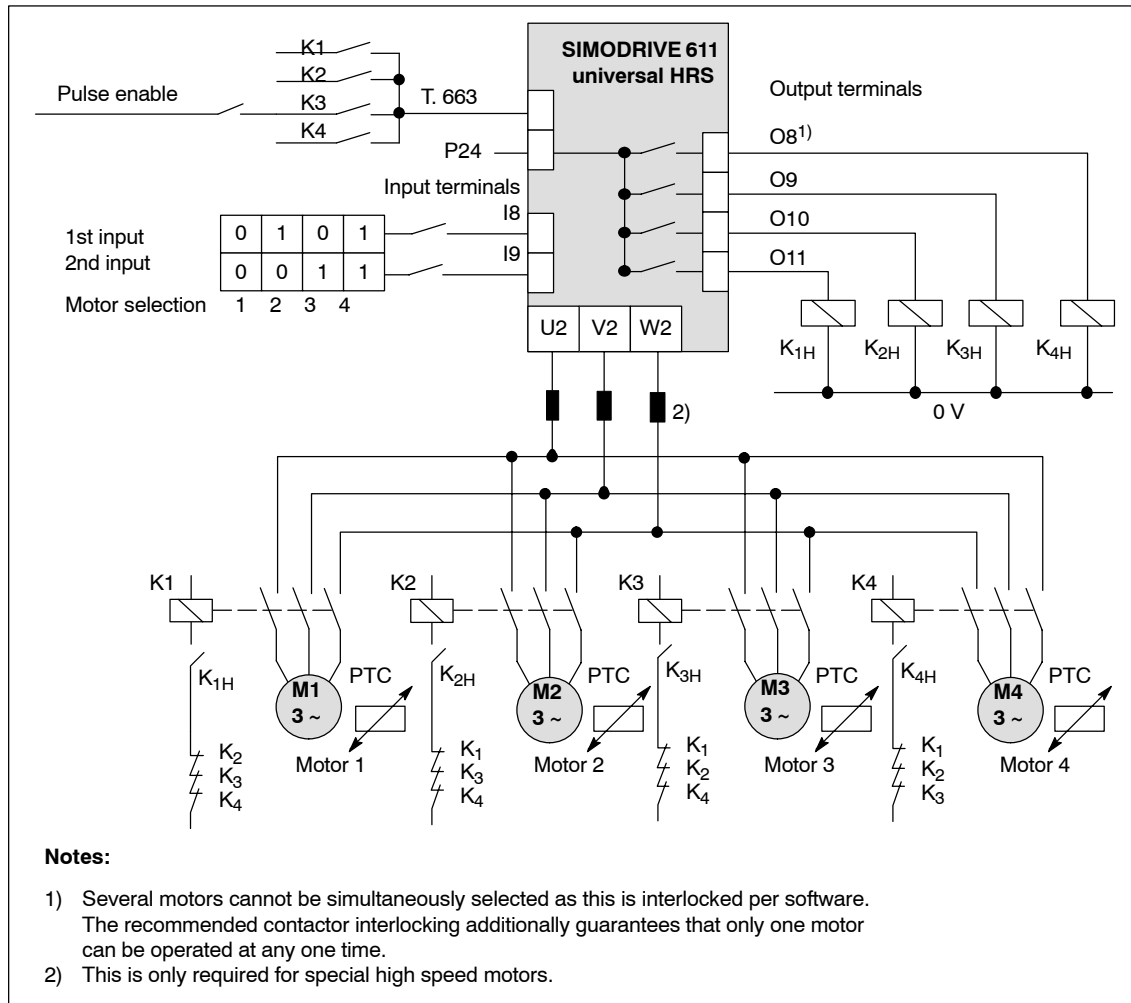 K1
K2
Pulse enable
K3
K4
T. 663
SIMODRIVE 611
universal HRS
Output terminals
P24
O8 1)
Input terminals
O9
I8
O10
1st input
0 1 0 1
2nd input
0 0 1 1
I9
O11
Motor selection 1 2 3 4
U2 V2 W2
K1H K2H K3H K4H
2)
0 V
K1 K2 K3 K4
K1H
M1
3 ~
PTC
K2H
M2
3 ~
PTC
K3H
M3
3 ~
PTC
K4H
M4
3 ~
PTC
K2
K3
K4
Motor 1
K1
K3
K4
Motor 2
K1
K2
K4
Motor 3
K1
K2
K3
Motor 4
Notes:
1) Several motors cannot be simultaneously selected as this is interlocked per software.
The recommended contactor interlocking additionally guarantees that only one motor
can be operated at any one time.
2) This is only required for special high speed motors.